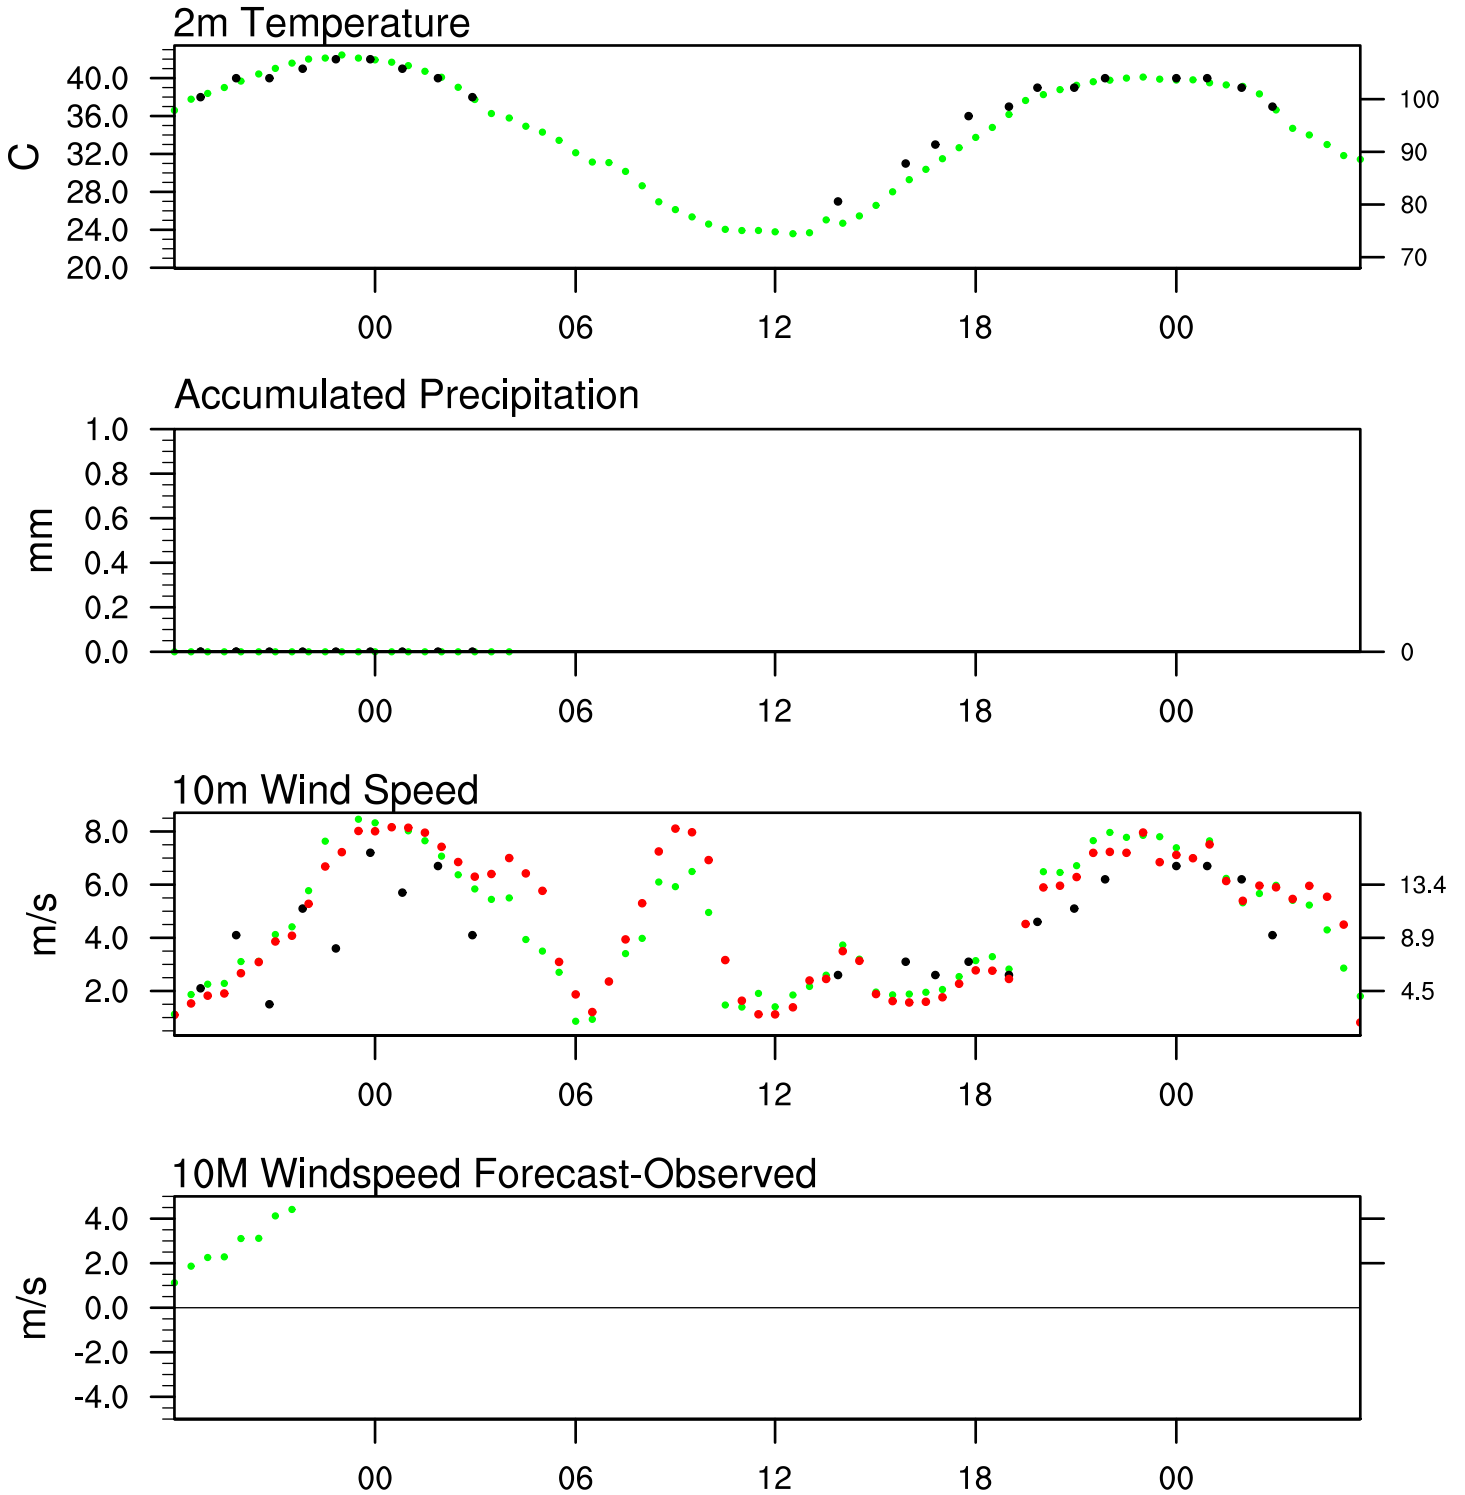 2m Temperature
40.0
36.0
32.0
28.0
24.0
20.0
C
100
90
80
70
00 06 12 18 00
Accumulated Precipitation
1.0
0.8
0.6
0.4
0.2
0.0
mm
0
00 06 12 18 00
10m Wind Speed
8.0
6.0
4.0
2.0
m/s
13.4
8.9
4.5
00 06 12 18 00
10M Windspeed Forecast-Observed
4.0
2.0
0.0
-2.0
-4.0
m/s
00 06 12 18 00